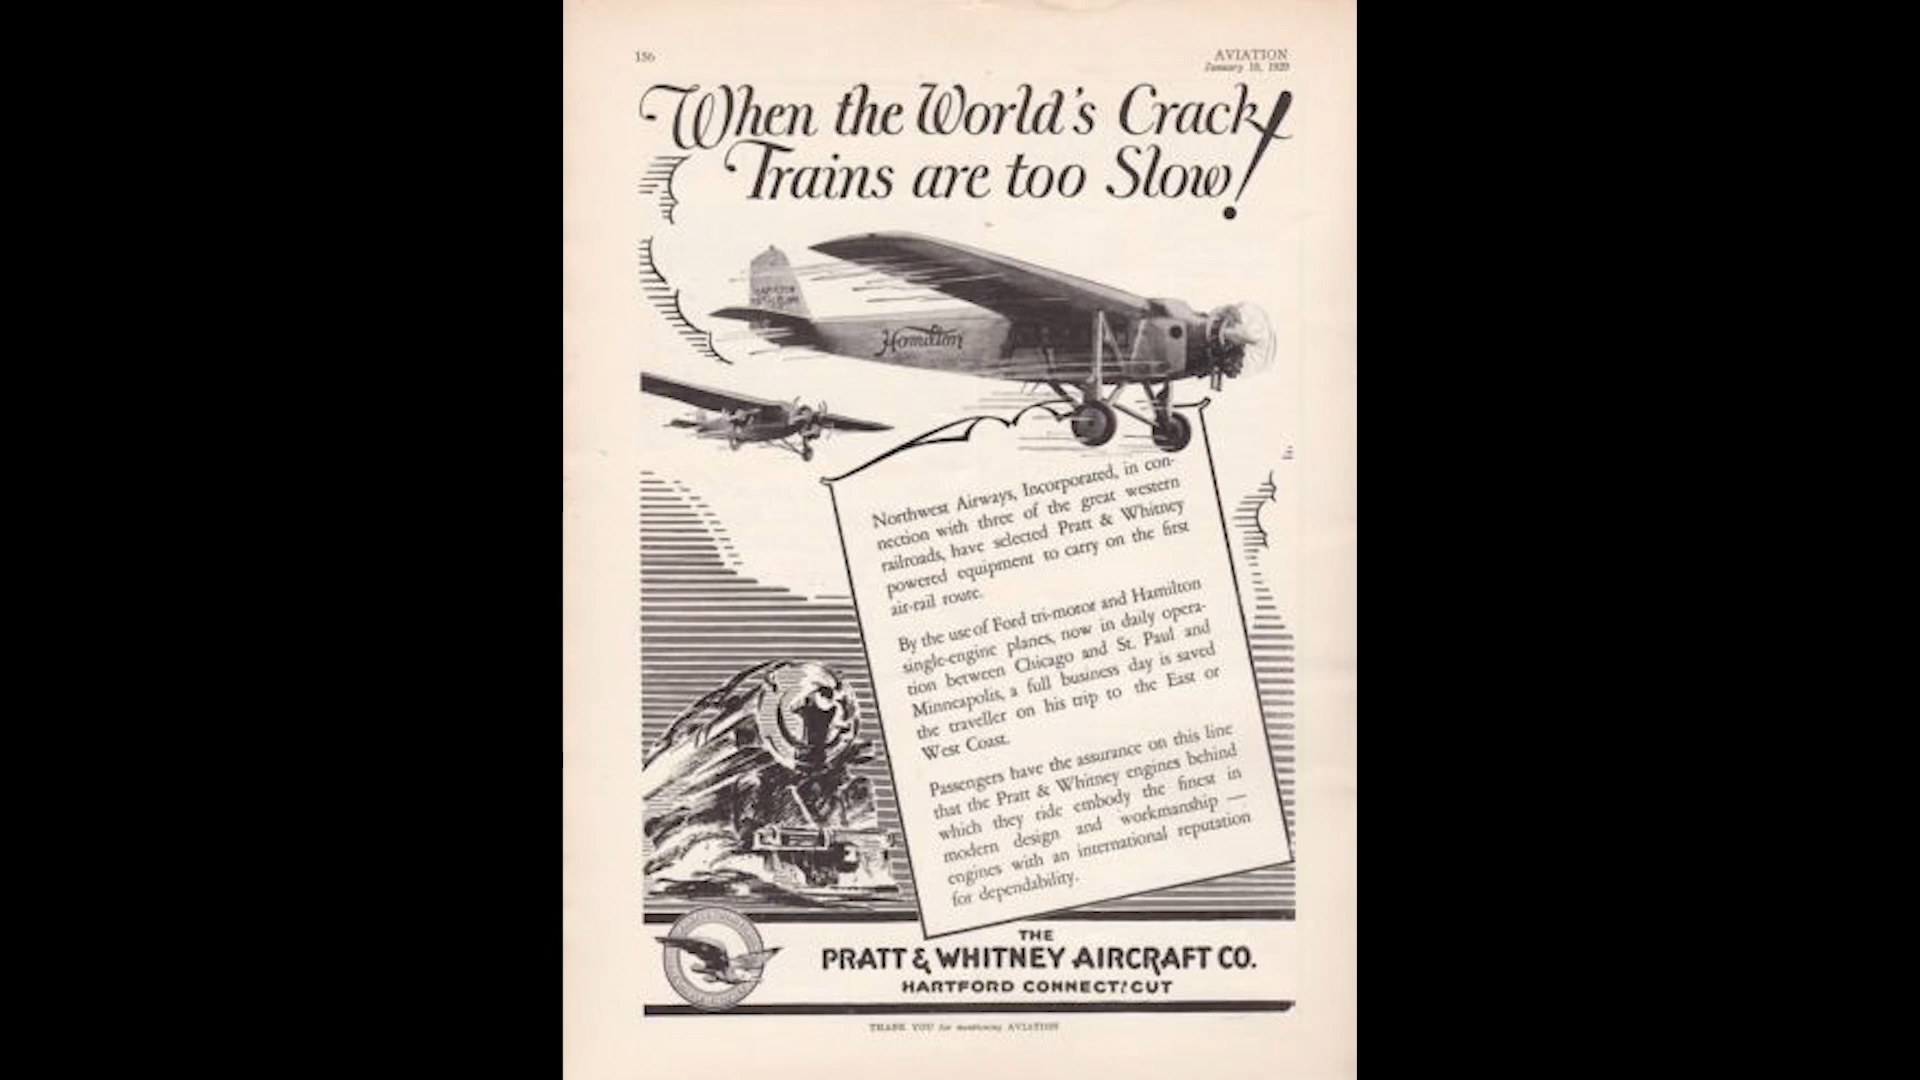 156
AVIATION
January 19, 1929
When the World's Crack
Trains are too Slow!
Hamilton
Northwest Airways, Incorporated, in con-
nection with three of the great western
railroads, have selected Pratt & Whitney
powered equipment to carry on the first
air-rail route.
By the use of Ford tri-motor and Hamilton
single-engine planes, now in daily opera-
tion between Chicago and St. Paul and
Minneapolis, a full business day is saved
the traveller on his trip to the East or
West Coast.
Passengers have the assurance on this line
that the Pratt & Whitney engines behind
which they ride embody the finest in
modern design and workmanship —
engines with an international reputation
for dependability.
THE
PRATT & WHITNEY AIRCRAFT CO.
HARTFORD CONNECTICUT
THANK YOU for mentioning AVIATION